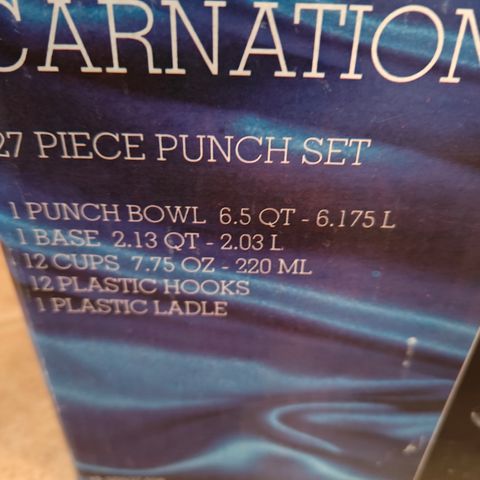 CARNATION
27 PIECE PUNCH SET
1 PUNCH BOWL 6.5 QT - 6.175 L
1 BASE 2.13 QT - 2.03 L
12 CUPS 7.75 OZ - 220 ML
12 PLASTIC HOOKS
1 PLASTIC LADLE